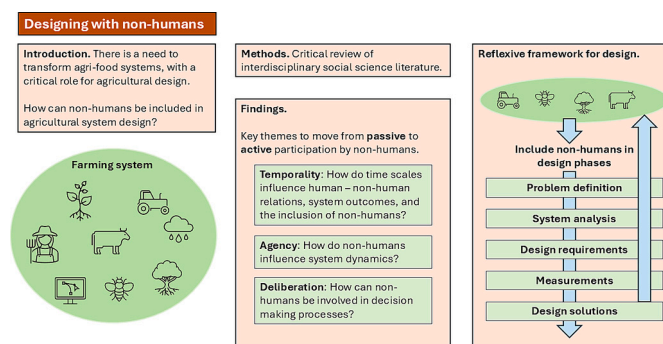 Designing with non-humans
Introduction. There is a need to
transform agri-food systems, with a
critical role for agricultural design.
How can non-humans be included in
agricultural system design?
Farming system
Methods. Critical review of
interdisciplinary social science literature.
Findings.
Key themes to move from passive to
active participation by non-humans.
Temporality: How do time scales
influence human – non-human
relations, system outcomes, and
the inclusion of non-humans?
Agency: How do non-humans
influence system dynamics?
Deliberation: How can non-
humans be involved in decision
making processes?
Reflexive framework for design.
Include non-humans in
design phases
Problem definition
System analysis
Design requirements
Measurements
Design solutions